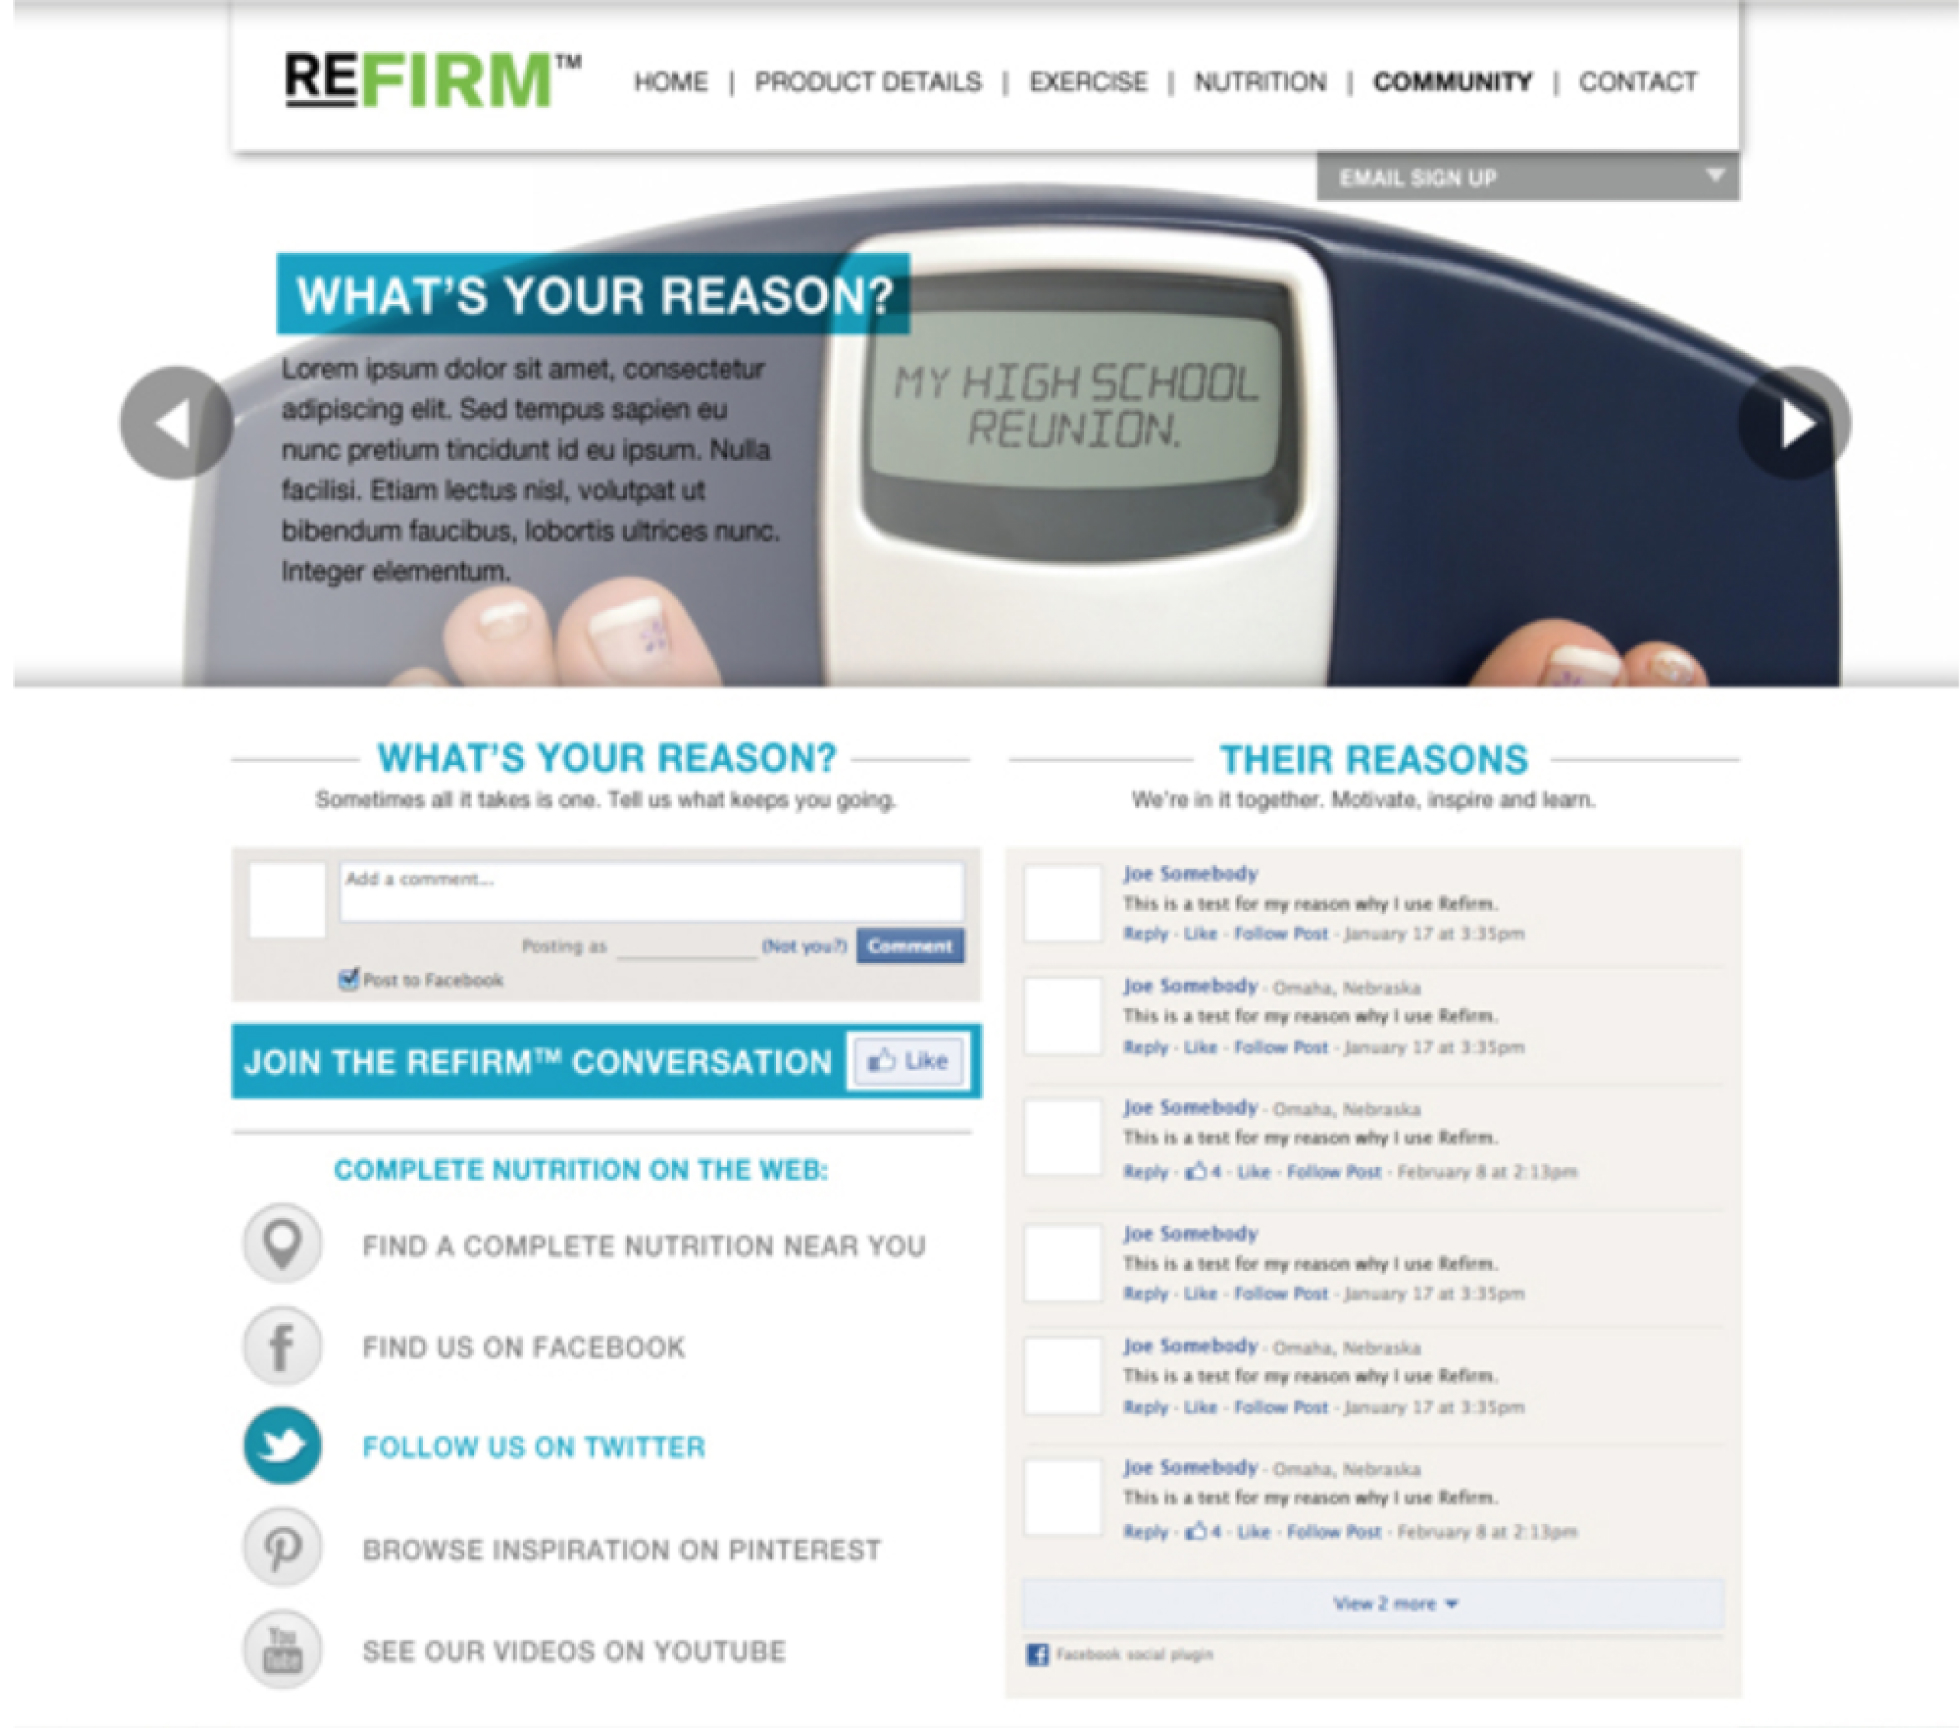 REFIRM™
HOME | PRODUCT DETAILS | EXERCISE | NUTRITION | COMMUNITY | CONTACT
EMAIL SIGN UP
WHAT'S YOUR REASON?
Lorem ipsum dolor sit amet, consectetur
adipiscing elit. Sed tempus sapien eu
nunc pretium tincidunt id eu ipsum. Nulla
facilisi. Etiam lectus nisl, volutpat ut
bibendum faucibus, lobortis ultrices nunc.
Integer elementum.
MY HIGH SCHOOL
REUNION.
WHAT'S YOUR REASON?
Sometimes all it takes is one. Tell us what keeps you going.
Add a comment...
Posting as (Not you?) Comment
Post to Facebook
JOIN THE REFIRM™ CONVERSATION Like
COMPLETE NUTRITION ON THE WEB:
FIND A COMPLETE NUTRITION NEAR YOU
f FIND US ON FACEBOOK
FOLLOW US ON TWITTER
BROWSE INSPIRATION ON PINTEREST
You
Tube
SEE OUR VIDEOS ON YOUTUBE
THEIR REASONS
We're in it together. Motivate, inspire and learn.
Joe Somebody
This is a test for my reason why I use Refirm.
Reply · Like · Follow Post · January 17 at 3:35pm
Joe Somebody · Omaha, Nebraska
This is a test for my reason why I use Refirm.
Reply · Like · Follow Post · January 17 at 3:35pm
Joe Somebody · Omaha, Nebraska
This is a test for my reason why I use Refirm.
Reply · 4 · Like · Follow Post · February 8 at 2:13pm
Joe Somebody
This is a test for my reason why I use Refirm.
Reply · Like · Follow Post · January 17 at 3:35pm
Joe Somebody · Omaha, Nebraska
This is a test for my reason why I use Refirm.
Reply · Like · Follow Post · January 17 at 3:35pm
Joe Somebody · Omaha, Nebraska
This is a test for my reason why I use Refirm.
Reply · 4 · Like · Follow Post · February 8 at 2:13pm
View 2 more
Facebook social plugin